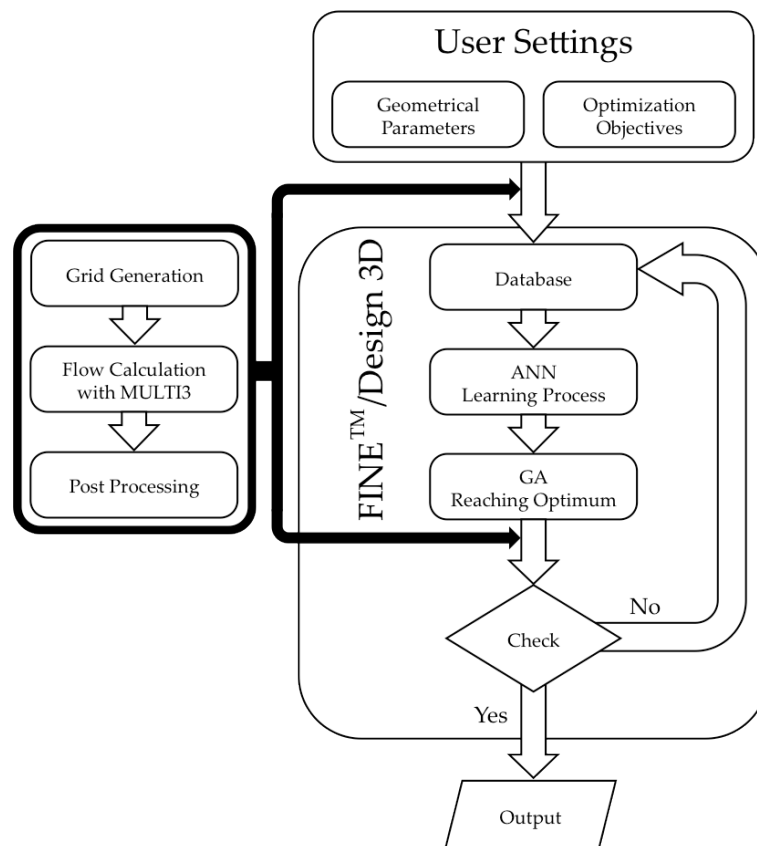 User Settings
Geometrical
Parameters
Optimization
Objectives
Grid Generation
Flow Calculation
with MULTI3
Post Processing
FINE™/Design 3D
Database
ANN
Learning Process
GA
Reaching Optimum
Check
No
Yes
Output